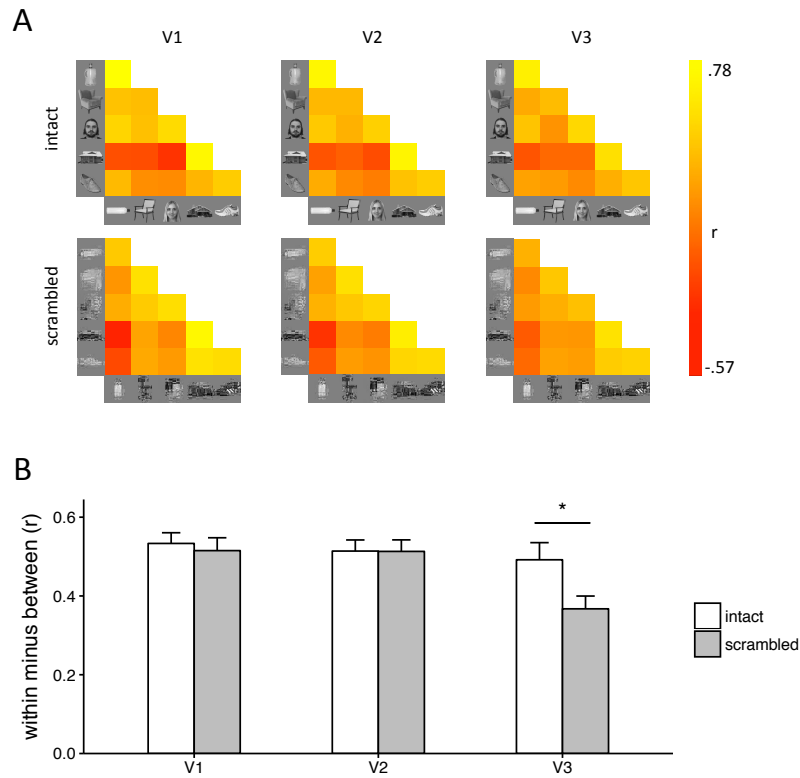 A
V1 V2 V3
intact
scrambled
.78
r
-.57
B
within minus between (r)
0.6
0.4
0.2
0.0
*
V1 V2 V3
intact
scrambled